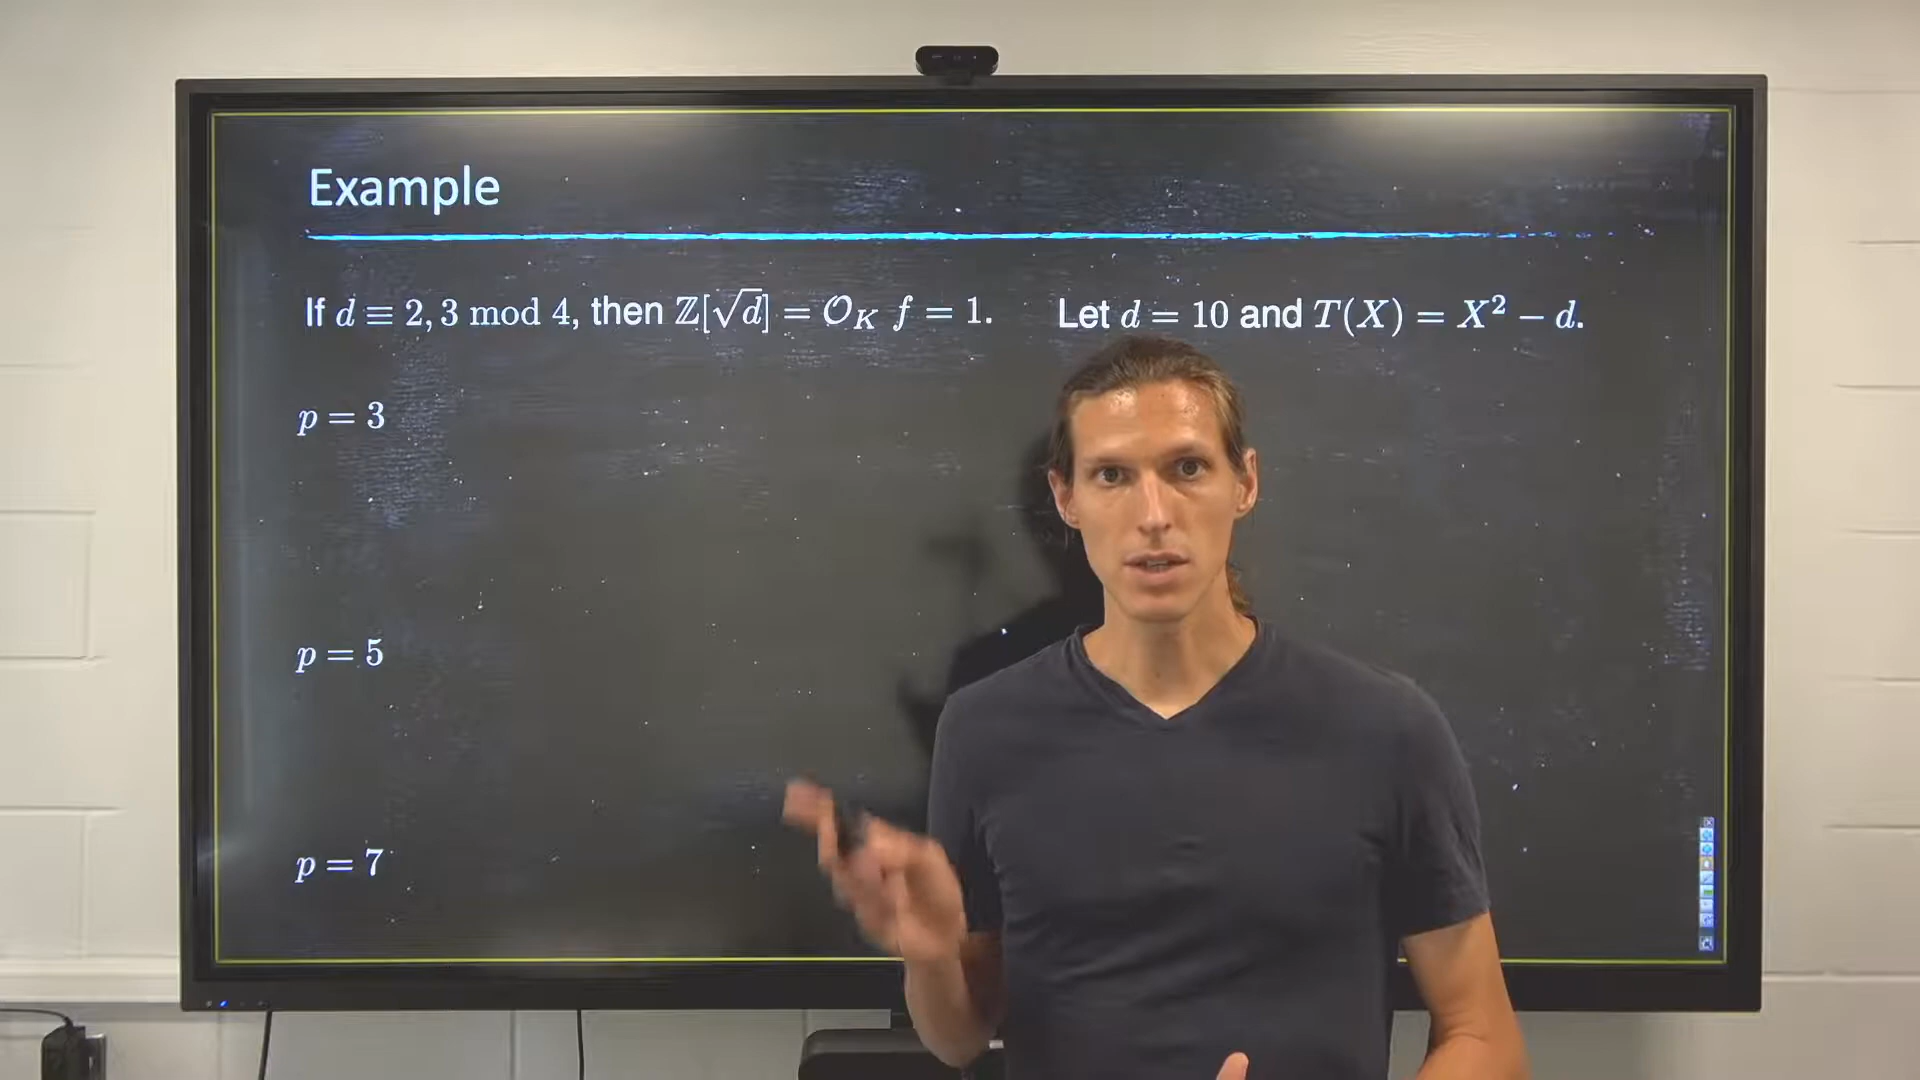 Example
If d ≡ 2, 3 mod 4, then ℤ[√d] = 𝒪_K f = 1. Let d = 10 and T(X) = X² − d.
p = 3
p = 5
p = 7